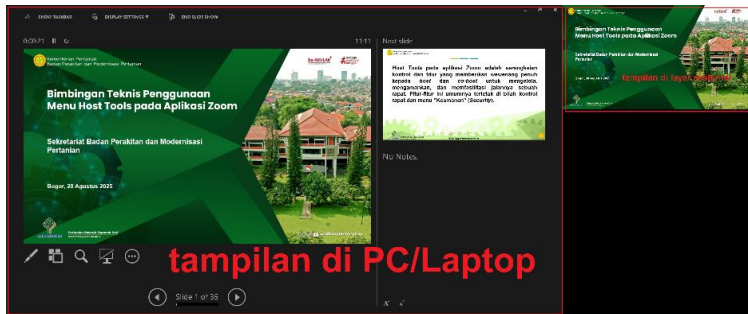 SHOW TASKBAR
DISPLAY SETTINGS ▼
END SLIDE SHOW
11:11
Next slide
Kementerian Pertanian
Badan Perakitan dan Modernisasi Pertanian
Bimbingan Teknis Penggunaan
Menu Host Tools pada Aplikasi Zoom
Sekretariat Badan Perakitan dan Modernisasi
Pertanian
Bogor, 20 Agustus 2025
Host Tools pada aplikasi Zoom adalah serangkaian
kontrol dan fitur yang memberikan wewenang penuh
kepada host dan co-host untuk mengelola,
mengamankan, dan memfasilitasi jalannya sebuah
rapat. Fitur-fitur ini umumnya terletak di bilah kontrol
rapat dan menu "Keamanan" (Security).
No Notes.
tampilan di PC/Laptop
Slide 1 of 36
Bimbingan Teknis Penggunaan
Menu Host Tools pada Aplikasi Zoom
Sekretariat Badan Perakitan dan Modernisasi
Pertanian
tampilan di layar